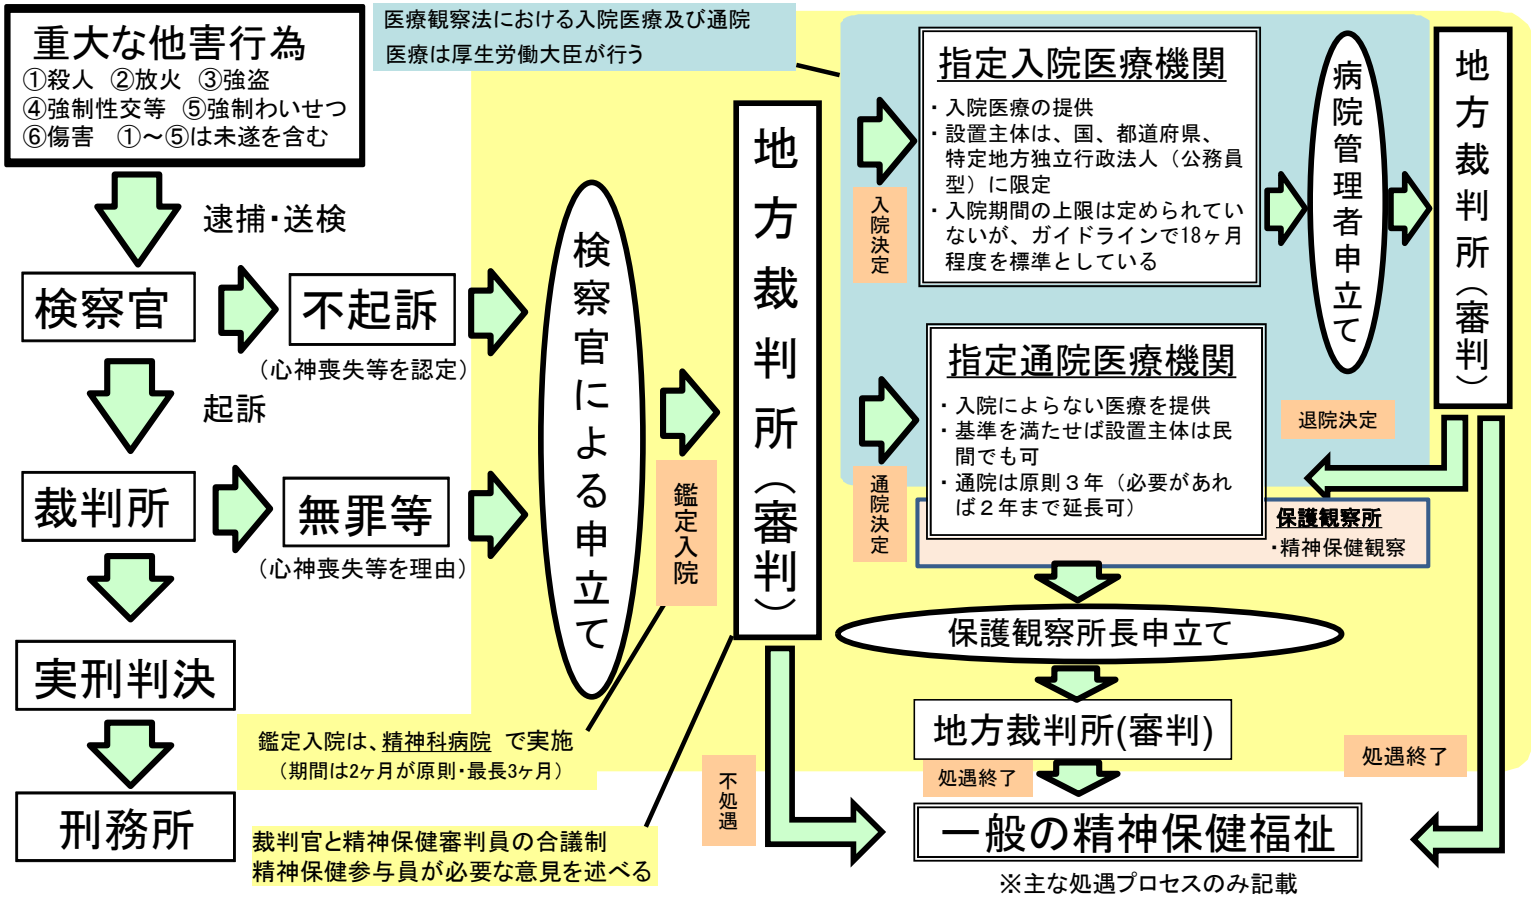 重大な他害行為
①殺人 ②放火 ③強盗
④強制性交等 ⑤強制わいせつ
⑥傷害 ①～⑤は未遂を含む
逮捕・送検
検察官
不起訴
(心神喪失等を認定)
起訴
裁判所
無罪等
(心神喪失等を理由)
実刑判決
刑務所
検察官による申立て
鑑定入院
鑑定入院は、精神科病院 で実施
（期間は2ヶ月が原則・最長3ヶ月）
地方裁判所（審判）
裁判官と精神保健審判員の合議制
精神保健参与員が必要な意見を述べる
医療観察法における入院医療及び通院
医療は厚生労働大臣が行う
入院決定
指定入院医療機関
・入院医療の提供
・設置主体は、国、都道府県、
特定地方独立行政法人（公務員
型）に限定
・入院期間の上限は定められてい
ないが、ガイドラインで18ヶ月
程度を標準としている
病院管理者申立て
地方裁判所（審判）
退院決定
通院決定
指定通院医療機関
・入院によらない医療を提供
・基準を満たせば設置主体は民
間でも可
・通院は原則３年（必要があれ
ば２年まで延長可）
保護観察所
・精神保健観察
保護観察所長申立て
地方裁判所(審判)
処遇終了
処遇終了
不処遇
一般の精神保健福祉
※主な処遇プロセスのみ記載